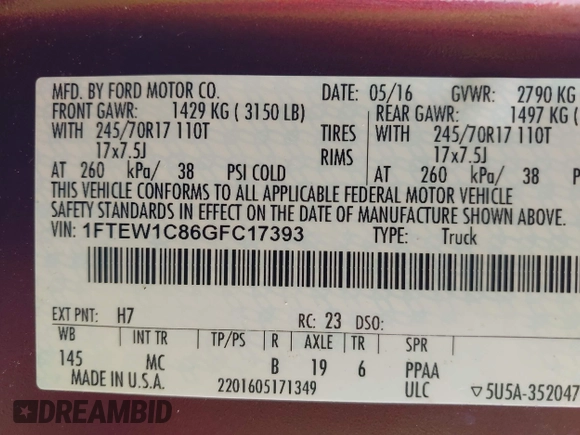 MFD. BY FORD MOTOR CO. DATE: 05/16 GVWR: 2790 KG
FRONT GAWR: 1429 KG ( 3150 LB) REAR GAWR: 1497 KG (
WITH 245/70R17 110T TIRES WITH 245/70R17 110T
17x7.5J RIMS 17x7.5J
AT 260 kPa/ 38 PSI COLD AT 260 kPa/ 38
THIS VEHICLE CONFORMS TO ALL APPLICABLE FEDERAL MOTOR VEHICLE
SAFETY STANDARDS IN EFFECT ON THE DATE OF MANUFACTURE SHOWN ABOVE.
VIN: 1FTEW1C86GFC17393 TYPE: Truck
EXT PNT: H7 RC: 23 DSO:
WB INT TR TP/PS R AXLE TR SPR
145 MC B 19 6 PPAA
MADE IN U.S.A. 2201605171349 ULC ▽5U5A-352047
RideSafely
.com